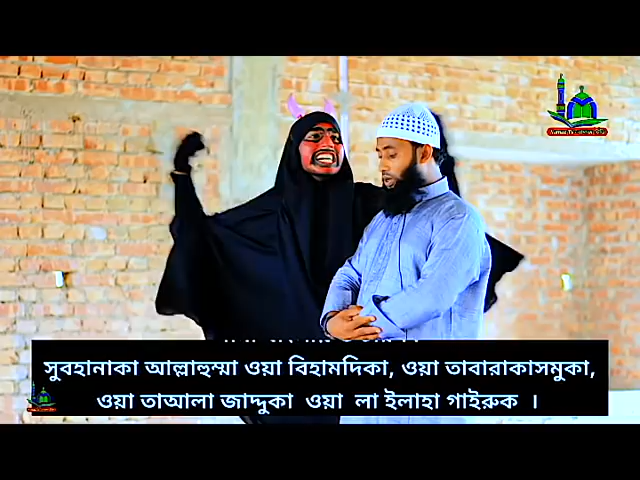 সুবহানাকা আল্লাহুম্মা ওয়া বিহামদিকা, ওয়া তাবারাকাসমুকা,
ওয়া তাআলা জাদ্দুকা ওয়া লা ইলাহা গাইরুক ।